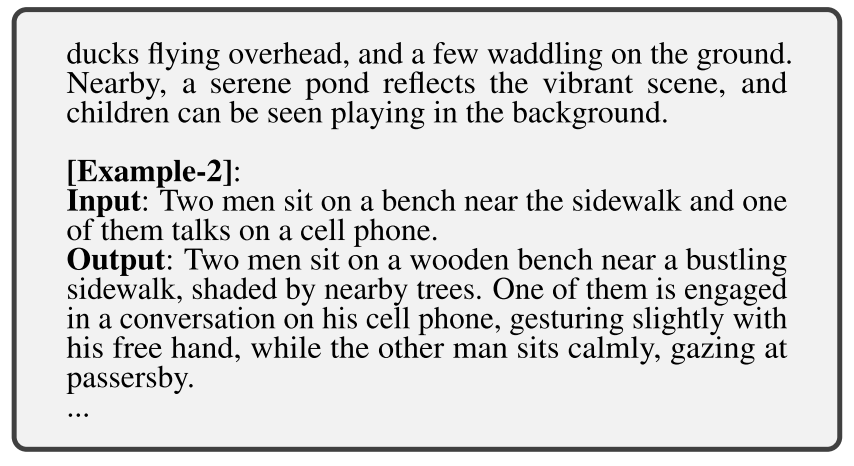 ducks flying overhead, and a few waddling on the ground.
Nearby, a serene pond reflects the vibrant scene, and
children can be seen playing in the background.
[Example-2]:
Input: Two men sit on a bench near the sidewalk and one
of them talks on a cell phone.
Output: Two men sit on a wooden bench near a bustling
sidewalk, shaded by nearby trees. One of them is engaged
in a conversation on his cell phone, gesturing slightly with
his free hand, while the other man sits calmly, gazing at
passersby.
...